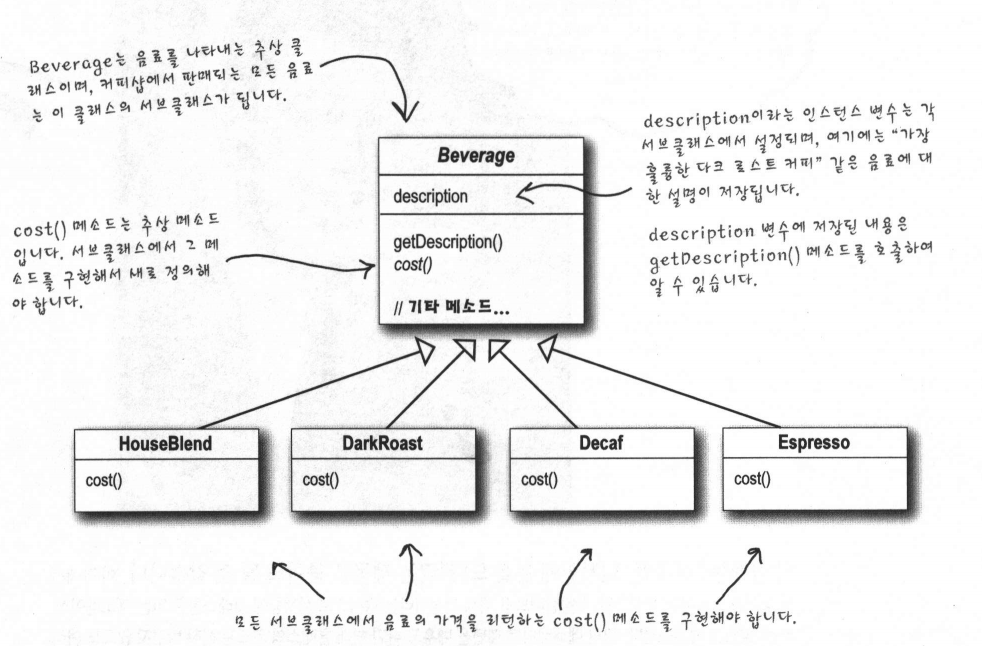 Beverage는 음료를 나타내는 추상 클
래스이며, 커피샵에서 판매되는 모든 음료
는 이 클래스의 서브클래스가 됩니다.
Beverage
description
getDescription()
cost()
// 기타 메소드...
description이라는 인스턴스 변수는 각
서브클래스에서 설정되며, 여기에는 “가장
훌륭한 다크 로스트 커피” 같은 음료에 대
한 설명이 저장됩니다.
description 변수에 저장된 내용은
getDescription() 메소드를 호출하여
알 수 있습니다.
cost() 메소드는 추상 메소드
입니다. 서브클래스에서 그 메
소드를 구현해서 새로 정의해
야 합니다.
HouseBlend
cost()
DarkRoast
cost()
Decaf
cost()
Espresso
cost()
모든 서브클래스에서 음료의 가격을 리턴하는 cost() 메소드를 구현해야 합니다.